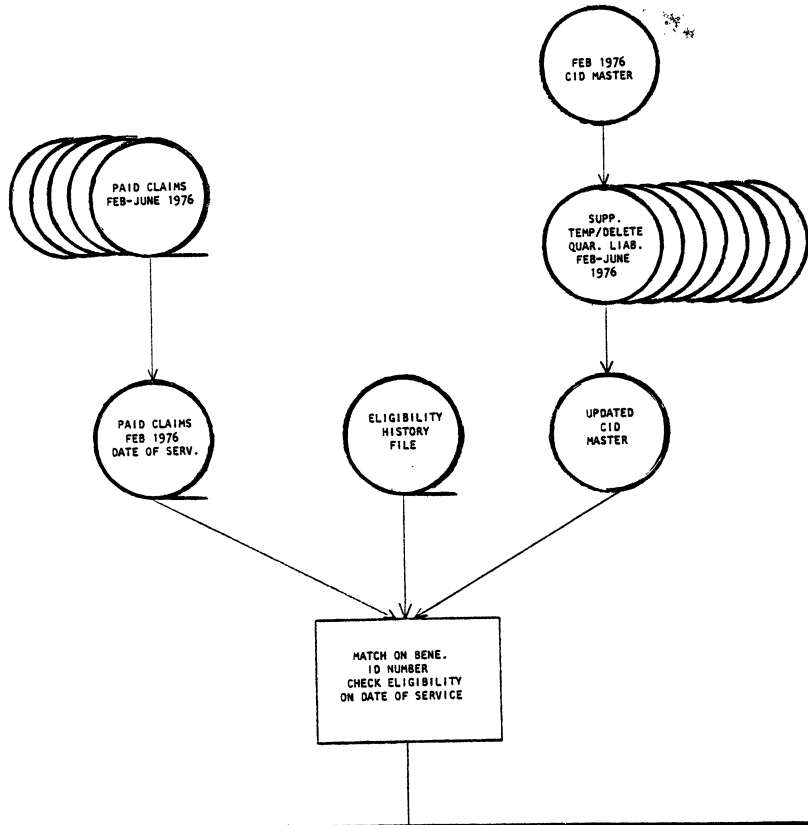 FEB 1976
CID MASTER
PAID CLAIMS
FEB-JUNE 1976
SUPP.
TEMP/DELETE
QUAR. LIAB.
FEB-JUNE
1976
PAID CLAIMS
FEB 1976
DATE OF SERV.
ELIGIBILITY
HISTORY
FILE
UPDATED
CID
MASTER
MATCH ON BENE.
ID NUMBER
CHECK ELIGIBILITY
ON DATE OF SERVICE